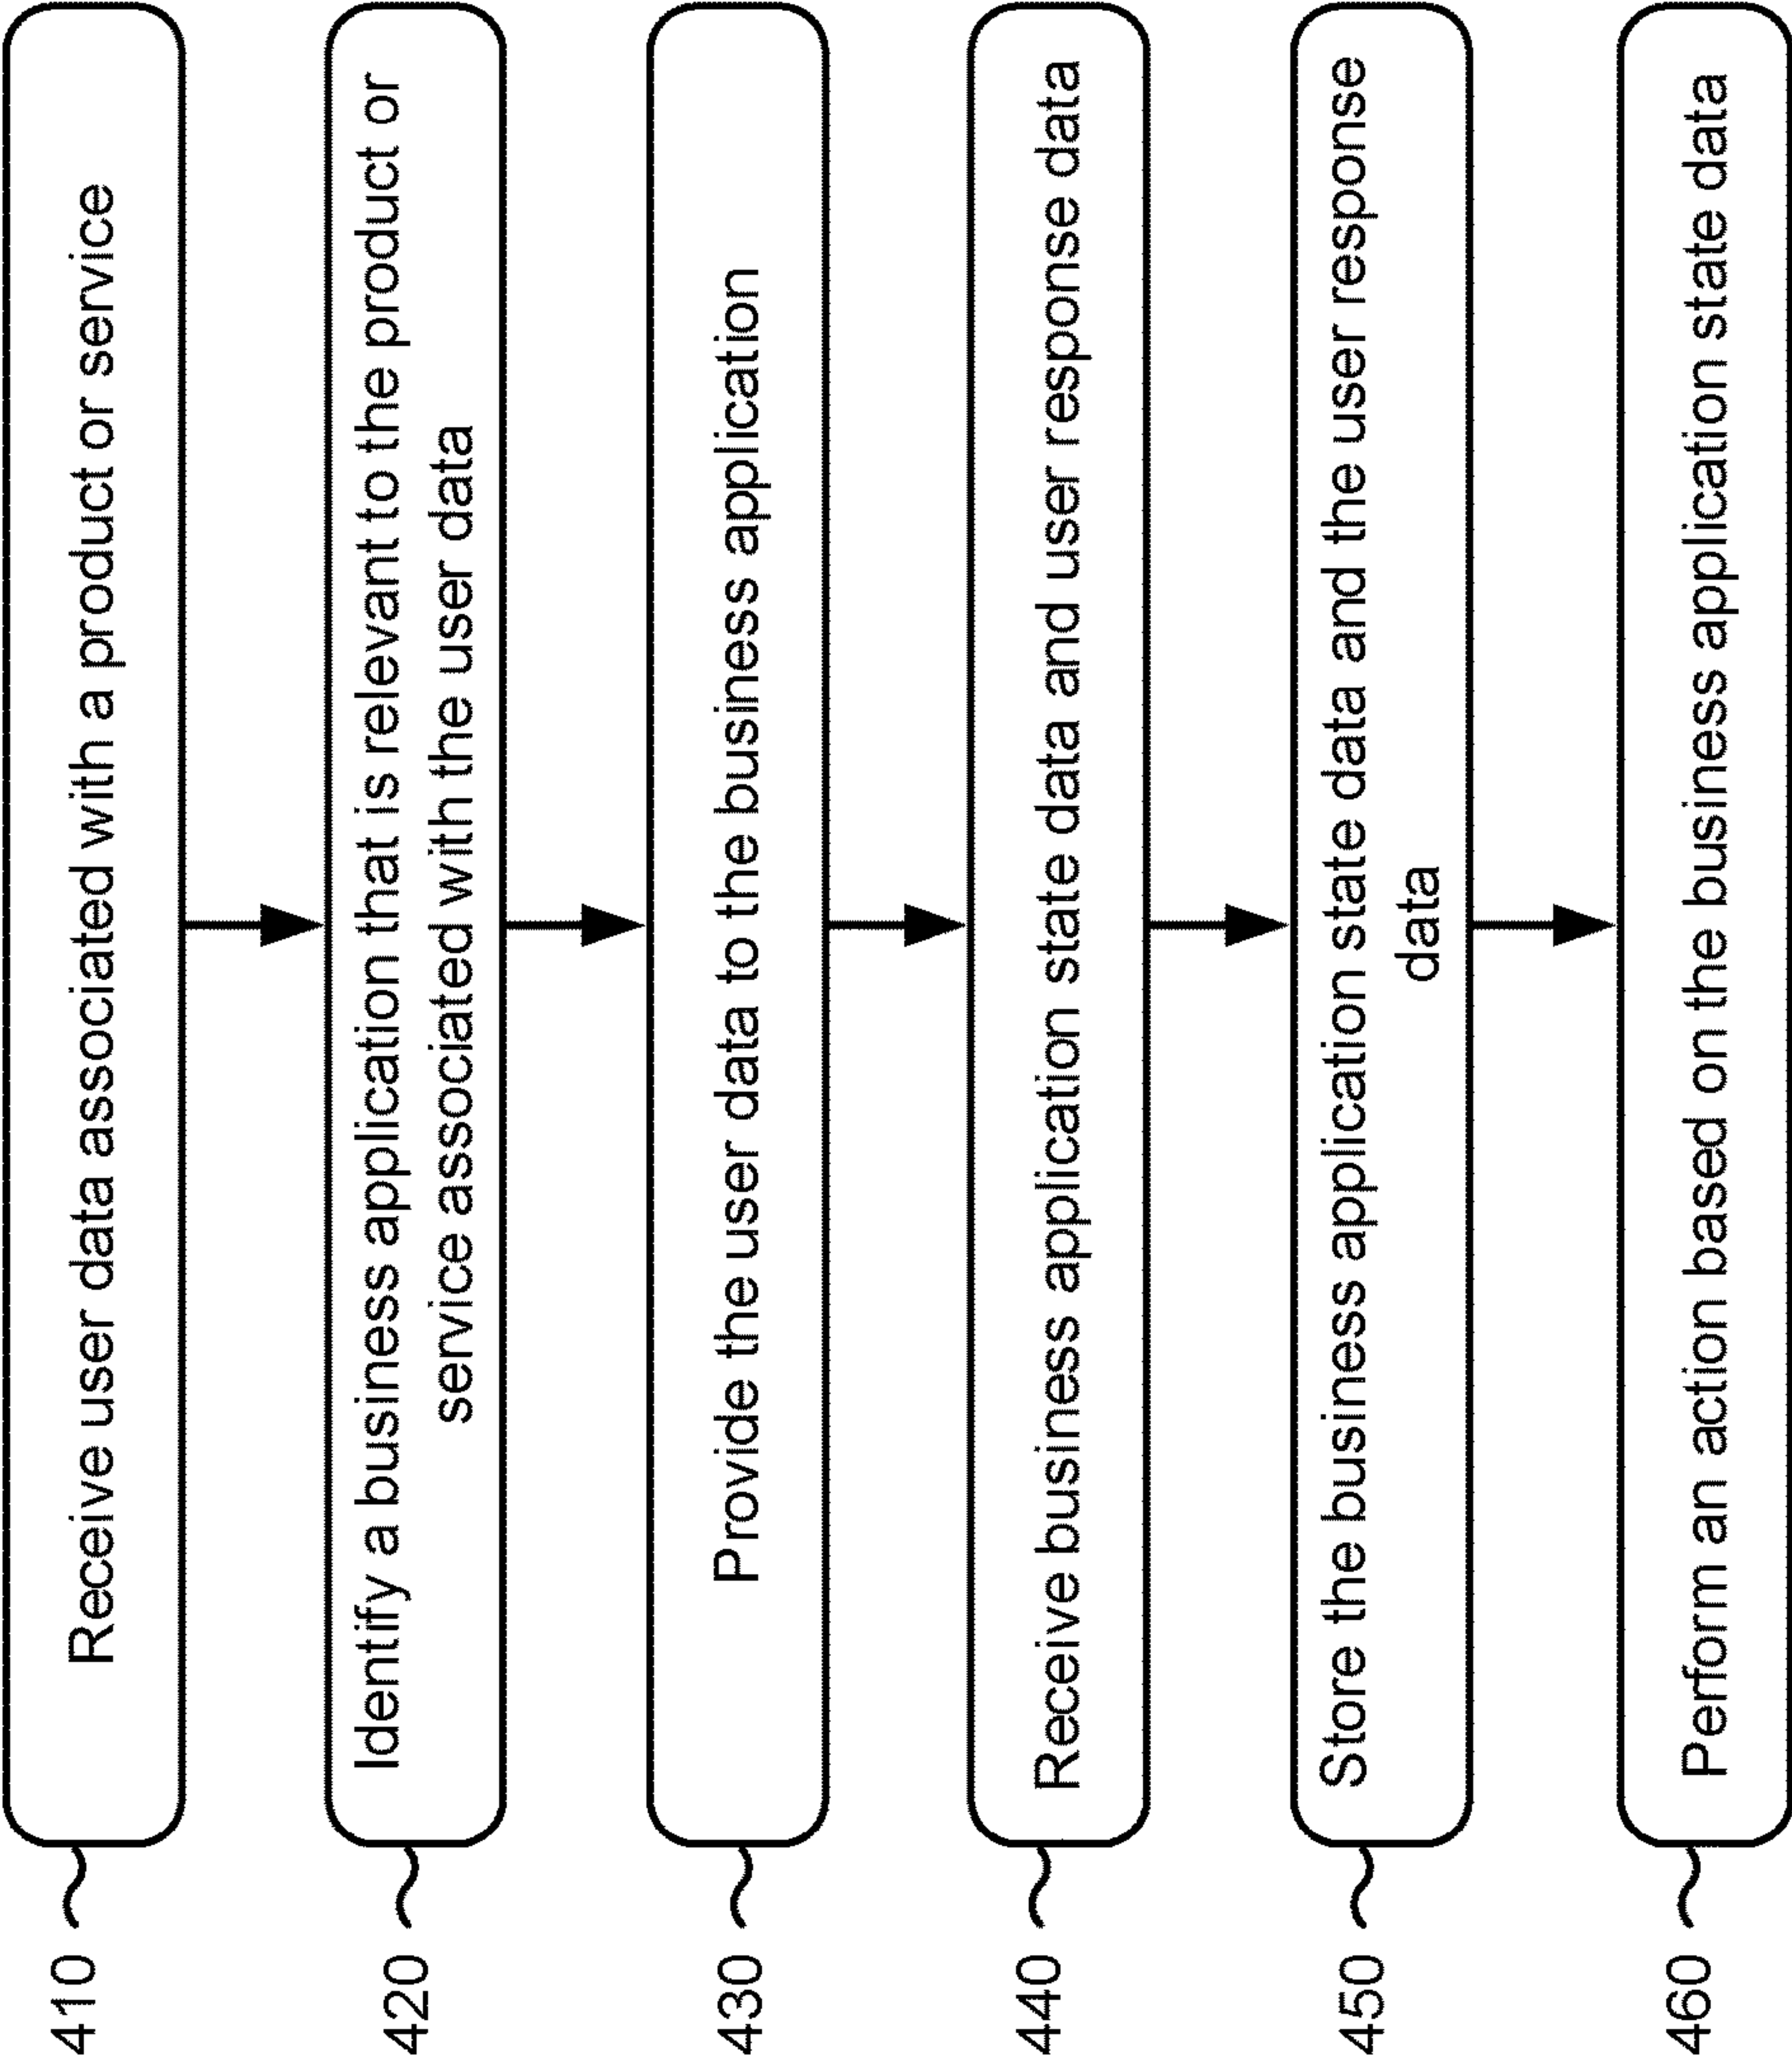 410
Receive user data associated with a product or service
420
Identify a business application that is relevant to the product or
service associated with the user data
430
Provide the user data to the business application
440
Receive business application state data and user response data
450
Store the business application state data and the user response
data
460
Perform an action based on the business application state data